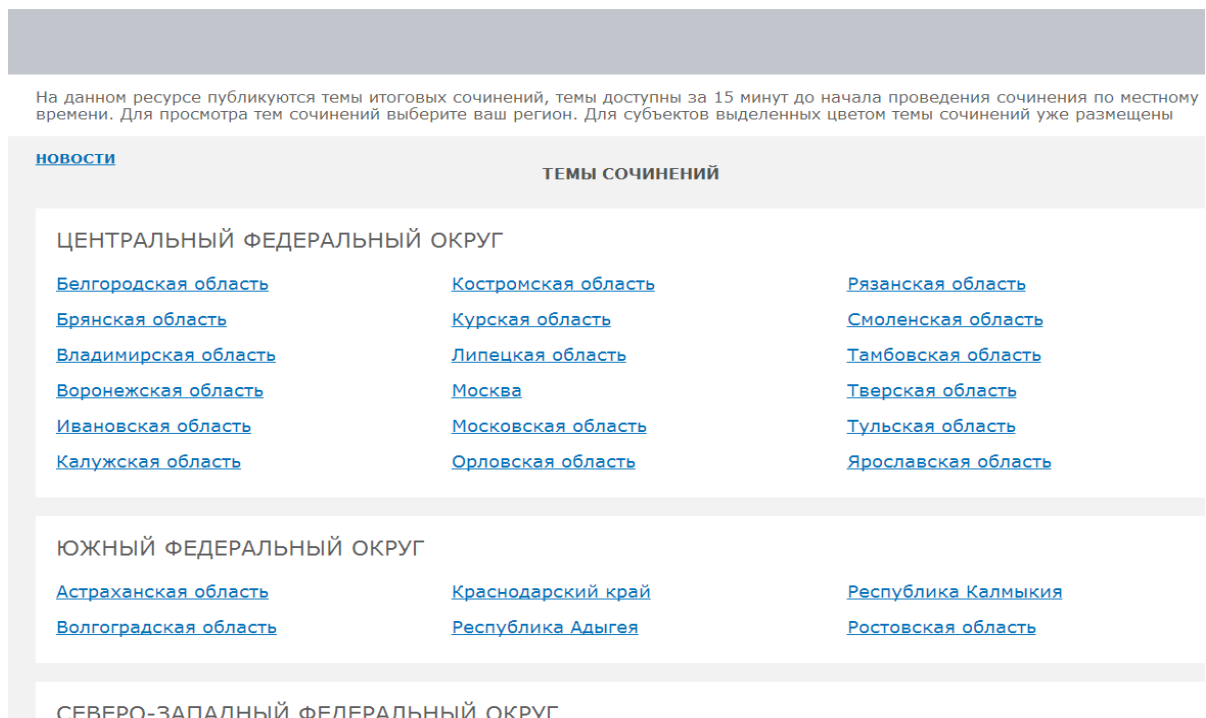 На данном ресурсе публикуются темы итоговых сочинений, темы доступны за 15 минут до начала проведения сочинения по местному
времени. Для просмотра тем сочинений выберите ваш регион. Для субъектов выделенных цветом темы сочинений уже размещены
НОВОСТИ
ТЕМЫ СОЧИНЕНИЙ
ЦЕНТРАЛЬНЫЙ ФЕДЕРАЛЬНЫЙ ОКРУГ
Белгородская область Костромская область Рязанская область
Брянская область Курская область Смоленская область
Владимирская область Липецкая область Тамбовская область
Воронежская область Москва Тверская область
Ивановская область Московская область Тульская область
Калужская область Орловская область Ярославская область
ЮЖНЫЙ ФЕДЕРАЛЬНЫЙ ОКРУГ
Астраханская область Краснодарский край Республика Калмыкия
Волгоградская область Республика Адыгея Ростовская область
СЕВЕРО-ЗАПАДНЫЙ ФЕДЕРАЛЬНЫЙ ОКРУГ